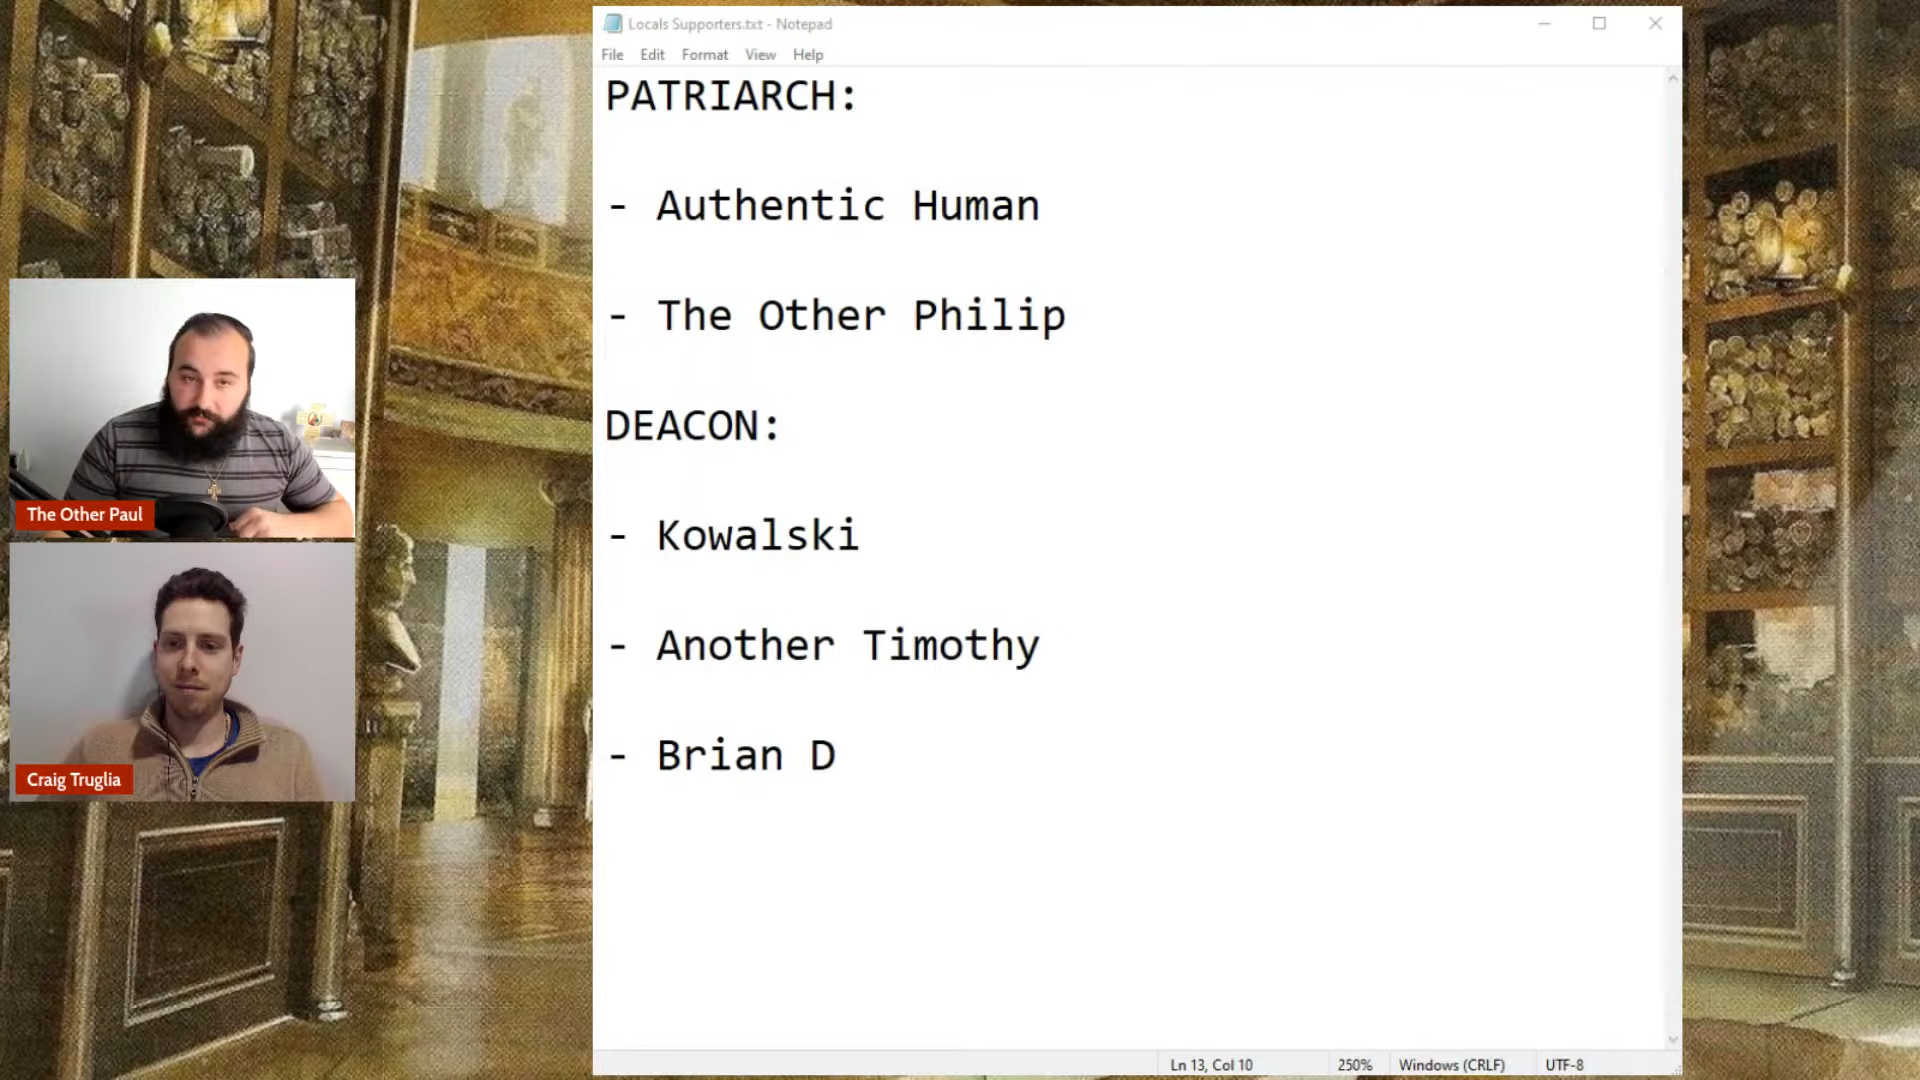 Locals Supporters.txt - Notepad
File Edit Format View Help
PATRIARCH:
- Authentic Human
- The Other Philip
DEACON:
- Kowalski
- Another Timothy
- Brian D
The Other Paul
Craig Truglia
Ln 13, Col 10 250% Windows (CRLF) UTF-8